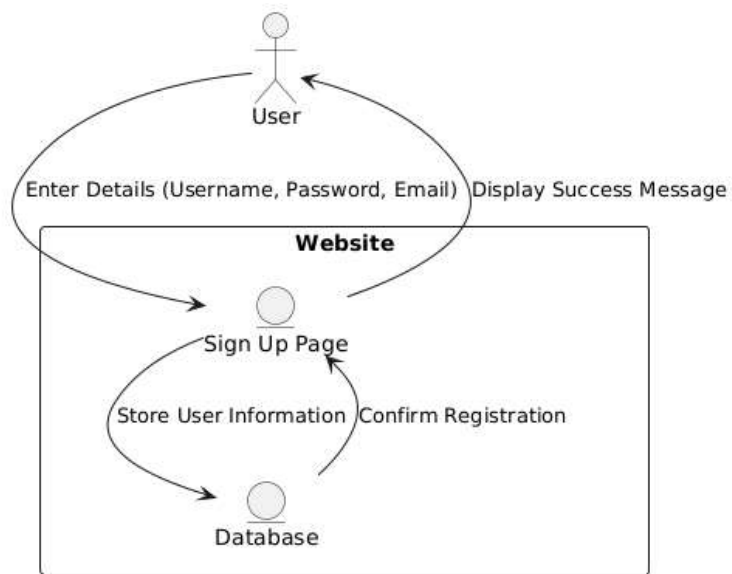 User
Enter Details (Username, Password, Email)
Display Success Message
Website
Sign Up Page
Store User Information
Confirm Registration
Database